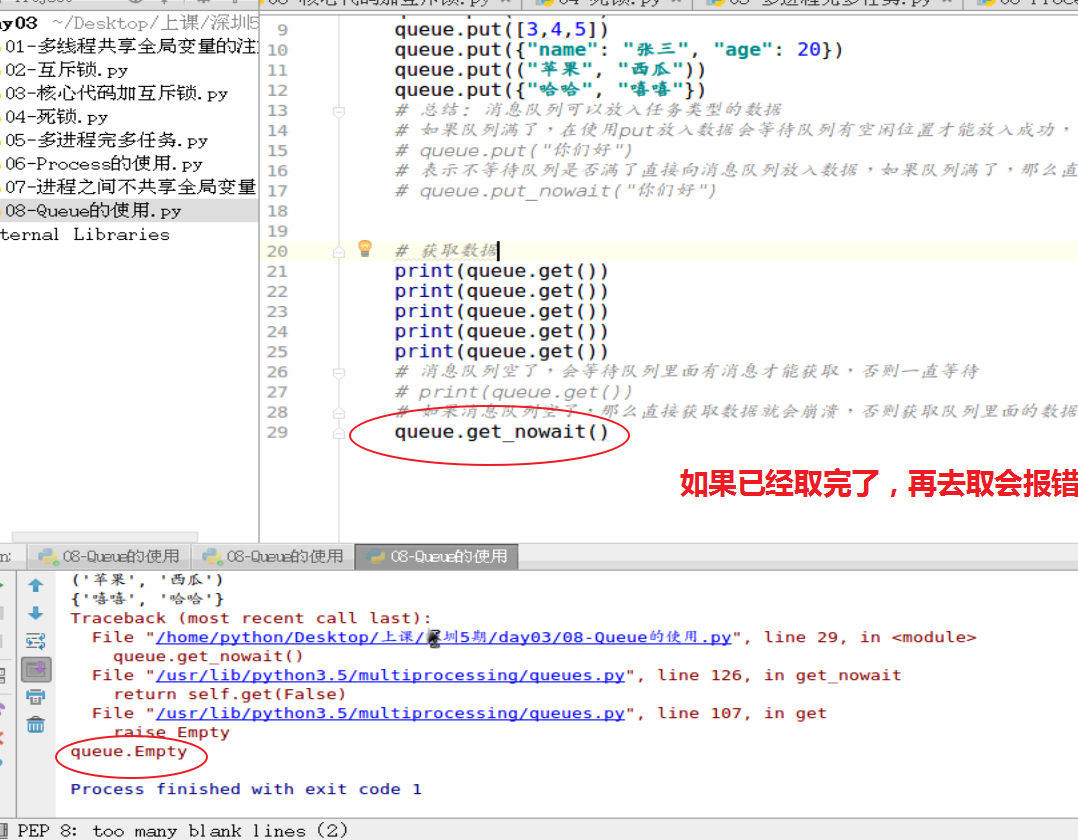 ay03 ~/Desktop/上课/深圳5
01-多线程共享全局变量的注
02-互斥锁.py
03-核心代码加互斥锁.py
04-死锁.py
05-多进程完多任务.py
06-Process的使用.py
07-进程之间不共享全局变量
08-Queue的使用.py
ternal Libraries
9 queue.put([3,4,5])
10 queue.put({"name": "张三", "age": 20})
11 queue.put(("苹果", "西瓜"))
12 queue.put({"哈哈", "嘻嘻"})
13 # 总结: 消息队列可以放入任务类型的数据
14 # 如果队列满了，在使用put放入数据会等待队列有空闲位置才能放入成功，
15 # queue.put("你们好")
16 # 表示不等待队列是否满了直接向消息队列放入数据，如果队列满了，那么直
17 # queue.put_nowait("你们好")
18
19
20 # 获取数据
21 print(queue.get())
22 print(queue.get())
23 print(queue.get())
24 print(queue.get())
25 print(queue.get())
26 # 消息队列空了，会等待队列里面有消息才能获取，否则一直等待
27 # print(queue.get())
28 # 如果消息队列空了，那么直接获取数据就会崩溃，否则获取队列里面的数据
29 queue.get_nowait()
如果已经取完了，再去取会报错
n:
08-Queue的使用
08-Queue的使用
08-Queue的使用
('苹果', '西瓜')
{'嘻嘻', '哈哈'}
Traceback (most recent call last):
File "/home/python/Desktop/上课/深圳5期/day03/08-Queue的使用.py", line 29, in <module>
queue.get_nowait()
File "/usr/lib/python3.5/multiprocessing/queues.py", line 126, in get_nowait
return self.get(False)
File "/usr/lib/python3.5/multiprocessing/queues.py", line 107, in get
raise Empty
queue.Empty
Process finished with exit code 1
PEP 8: too many blank lines (2)